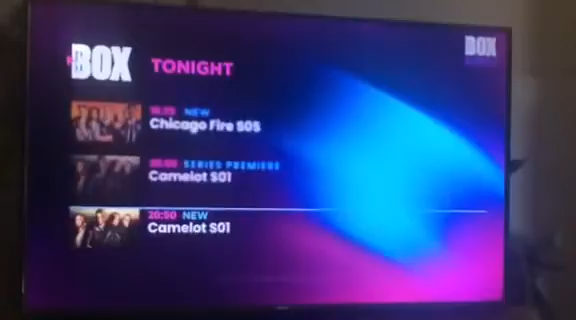 BOX
BOX
TONIGHT
NEW
Chicago Fire S05
SERIES PREMIERE
Camelot S01
20:50 NEW
Camelot S01